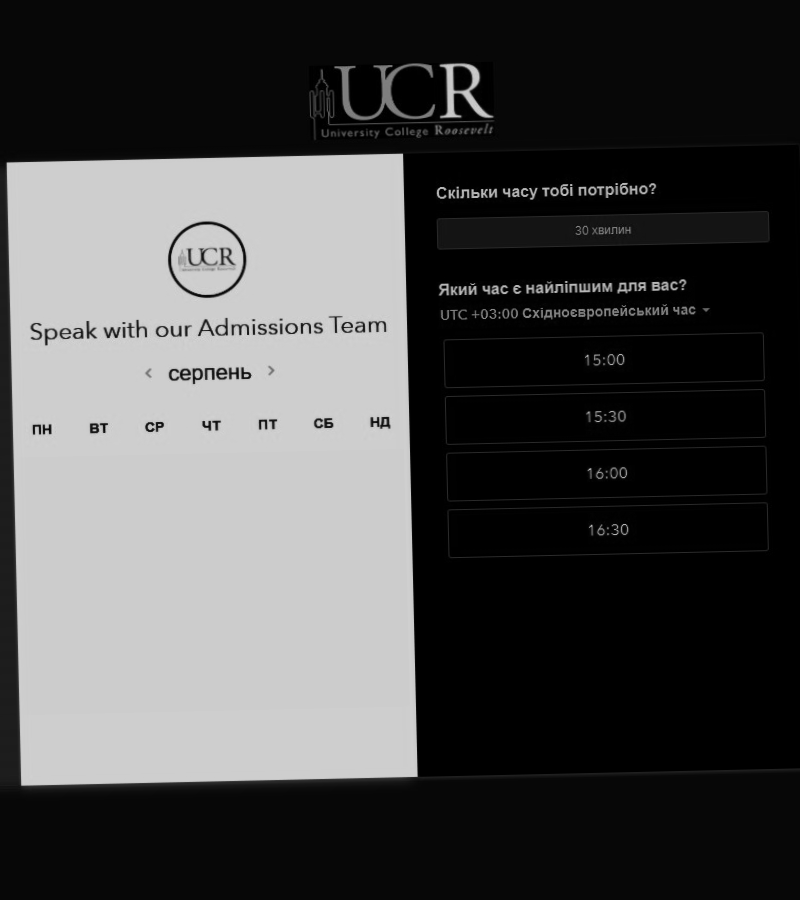 UCR
University College Roosevelt
UCR
University College Roosevelt
Speak with our Admissions Team
серпень
ПН ВТ СР ЧТ ПТ СБ НД
Скільки часу тобі потрібно?
30 хвилин
Який час є найліпшим для вас?
UTC +03:00 Східноєвропейський час
15:00
15:30
16:00
16:30